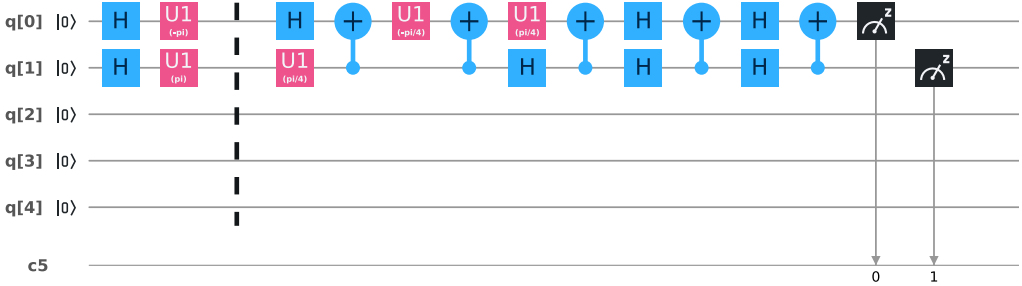 q[0] |0⟩ H U1 (-pi) H + U1 (-pi/4) + U1 (pi/4) + H + H + z
q[1] |0⟩ H U1 (pi) U1 (pi/4) H H H z
q[2] |0⟩
q[3] |0⟩
q[4] |0⟩
c5
0 1